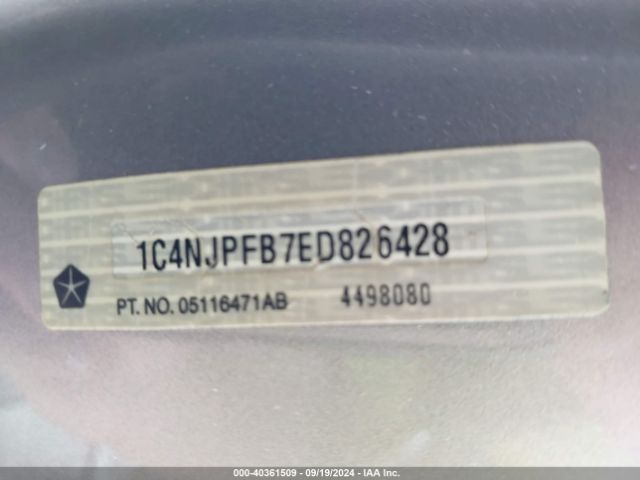 1C4NJPFB7ED826428
PT. NO. 05116471AB 4498080
000-40361509 - 09/19/2024 - IAA Inc.